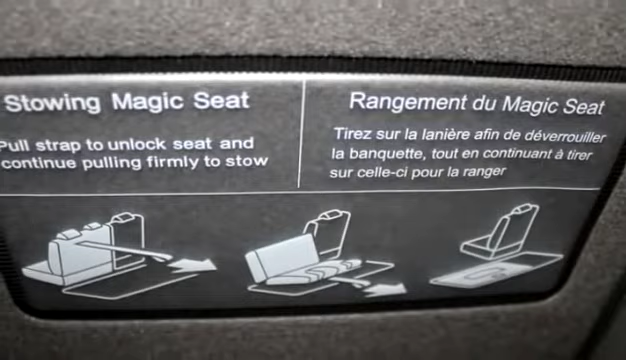 Stowing Magic Seat
Pull strap to unlock seat and
continue pulling firmly to stow
Rangement du Magic Seat
Tirez sur la lanière afin de déverrouiller
la banquette, tout en continuant à tirer
sur celle-ci pour la ranger